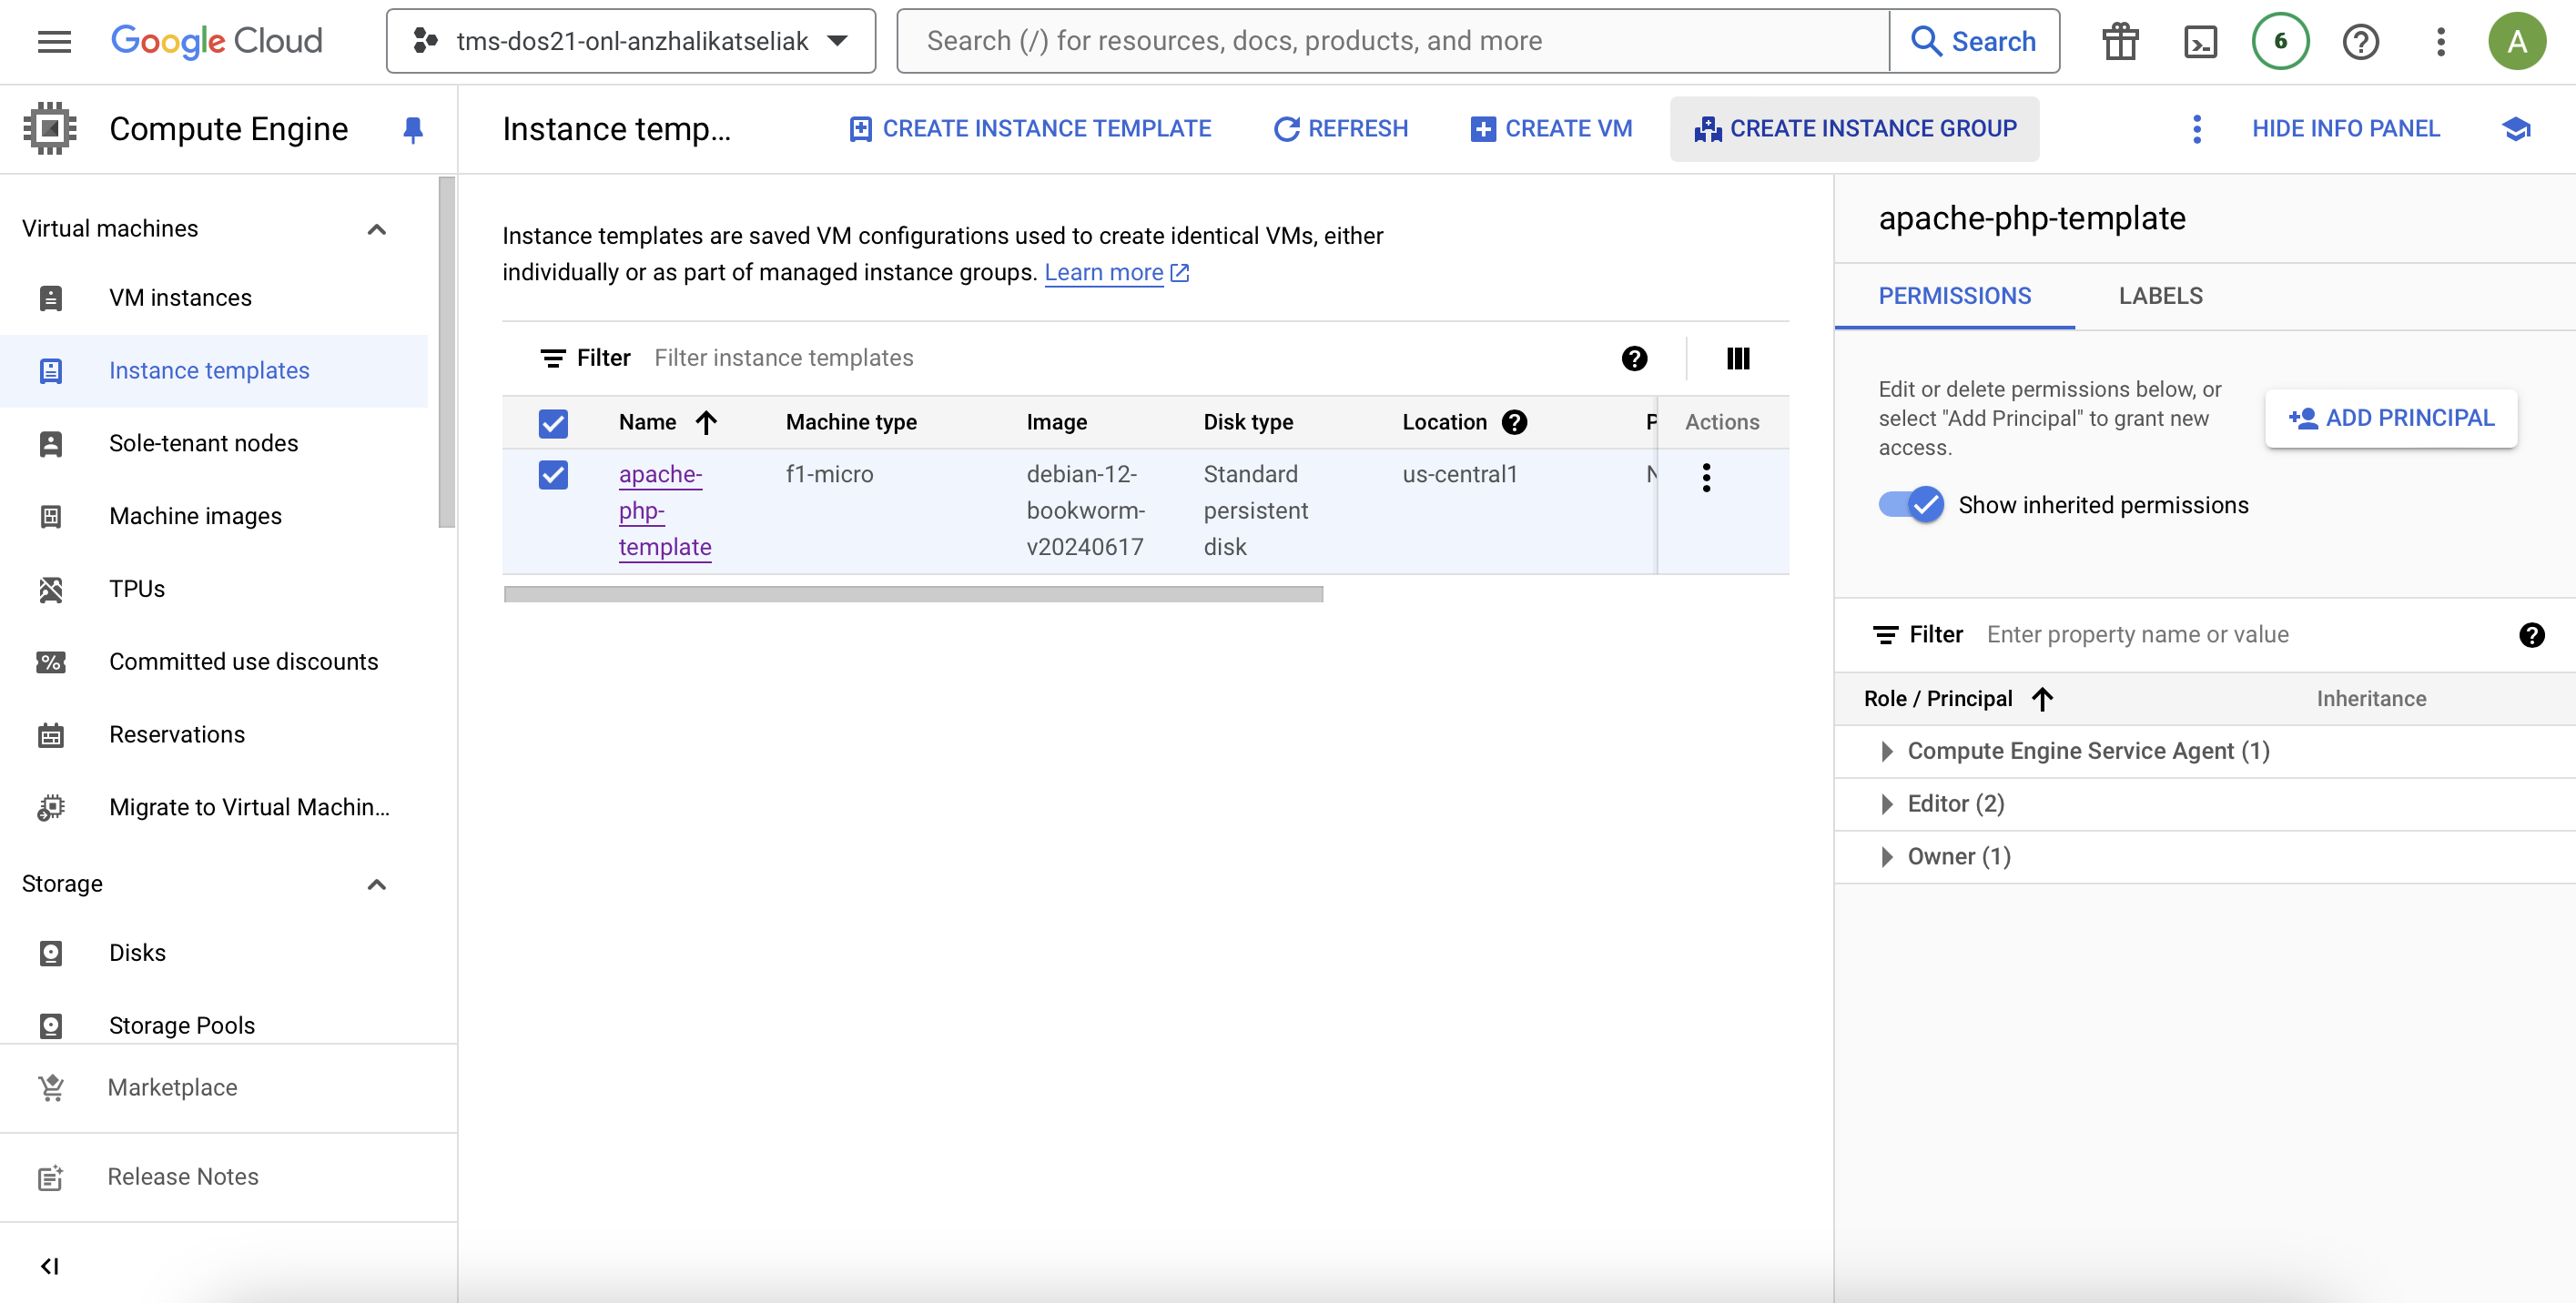 Google Cloud
tms-dos21-onl-anzhalikatseliak
Search (/) for resources, docs, products, and more
Search
6
A
Compute Engine
Instance temp...
CREATE INSTANCE TEMPLATE
REFRESH
CREATE VM
CREATE INSTANCE GROUP
HIDE INFO PANEL
Virtual machines
VM instances
Instance templates
Sole-tenant nodes
Machine images
TPUs
Committed use discounts
Reservations
Migrate to Virtual Machin...
Storage
Disks
Storage Pools
Marketplace
Release Notes
Instance templates are saved VM configurations used to create identical VMs, either
individually or as part of managed instance groups. Learn more
Filter Filter instance templates
Name Machine type Image Disk type Location P Actions
apache- f1-micro debian-12- Standard us-central1 N
php- bookworm- persistent
template v20240617 disk
apache-php-template
PERMISSIONS LABELS
Edit or delete permissions below, or
select "Add Principal" to grant new
access.
ADD PRINCIPAL
Show inherited permissions
Filter Enter property name or value
Role / Principal Inheritance
Compute Engine Service Agent (1)
Editor (2)
Owner (1)